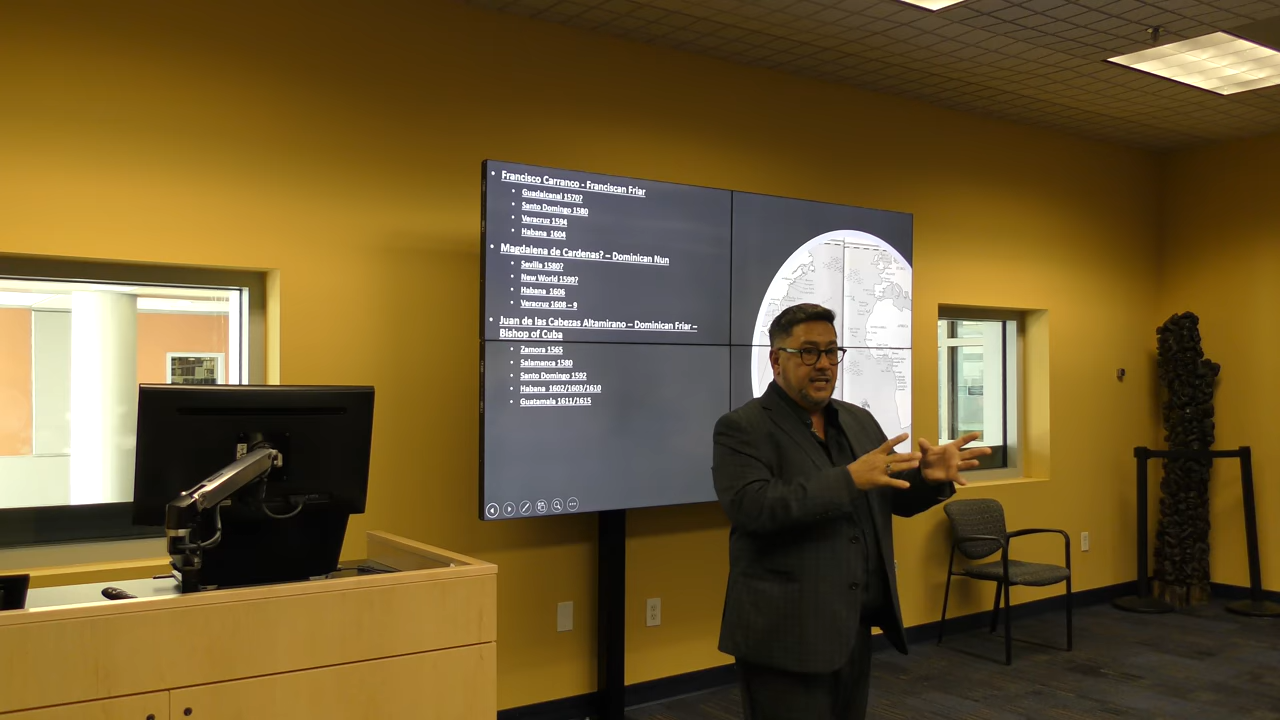 • Francisco Carranco - Franciscan Friar
• Guadalcanal 1570?
• Santo Domingo 1580
• Veracruz 1594
• Habana 1604
• Magdalena de Cardenas? – Dominican Nun
• Sevilla 1580?
• New World 1599?
• Habana 1606
• Veracruz 1608 – 9
• Juan de las Cabezas Altamirano – Dominican Friar –
Bishop of Cuba
• Zamora 1565
• Salamanca 1580
• Santo Domingo 1592
• Habana 1602/1603/1610
• Guatamala 1611/1615